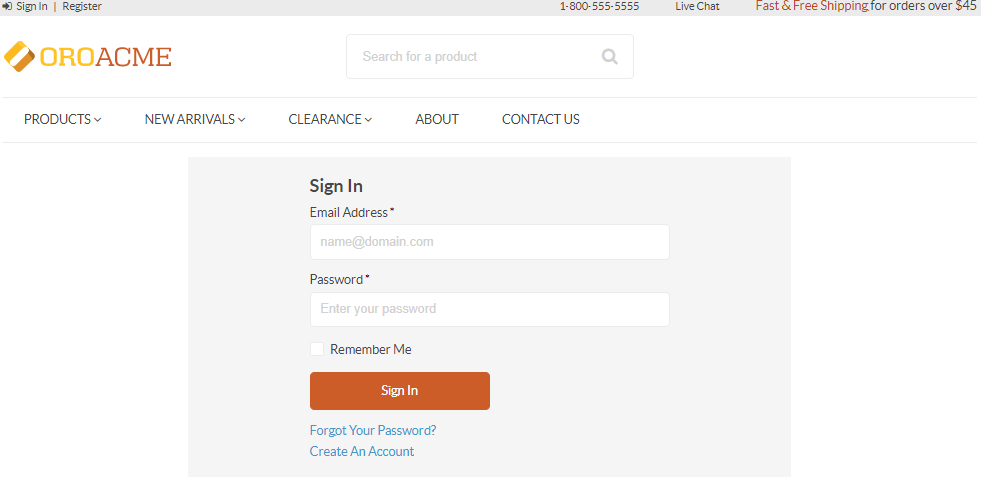 Sign In | Register 1-800-555-5555 Live Chat Fast & Free Shipping for orders over $45
OROACME Search for a product
PRODUCTS NEW ARRIVALS CLEARANCE ABOUT CONTACT US
Sign In
Email Address *
name@domain.com
Password *
Enter your password
Remember Me
Sign In
Forgot Your Password?
Create An Account